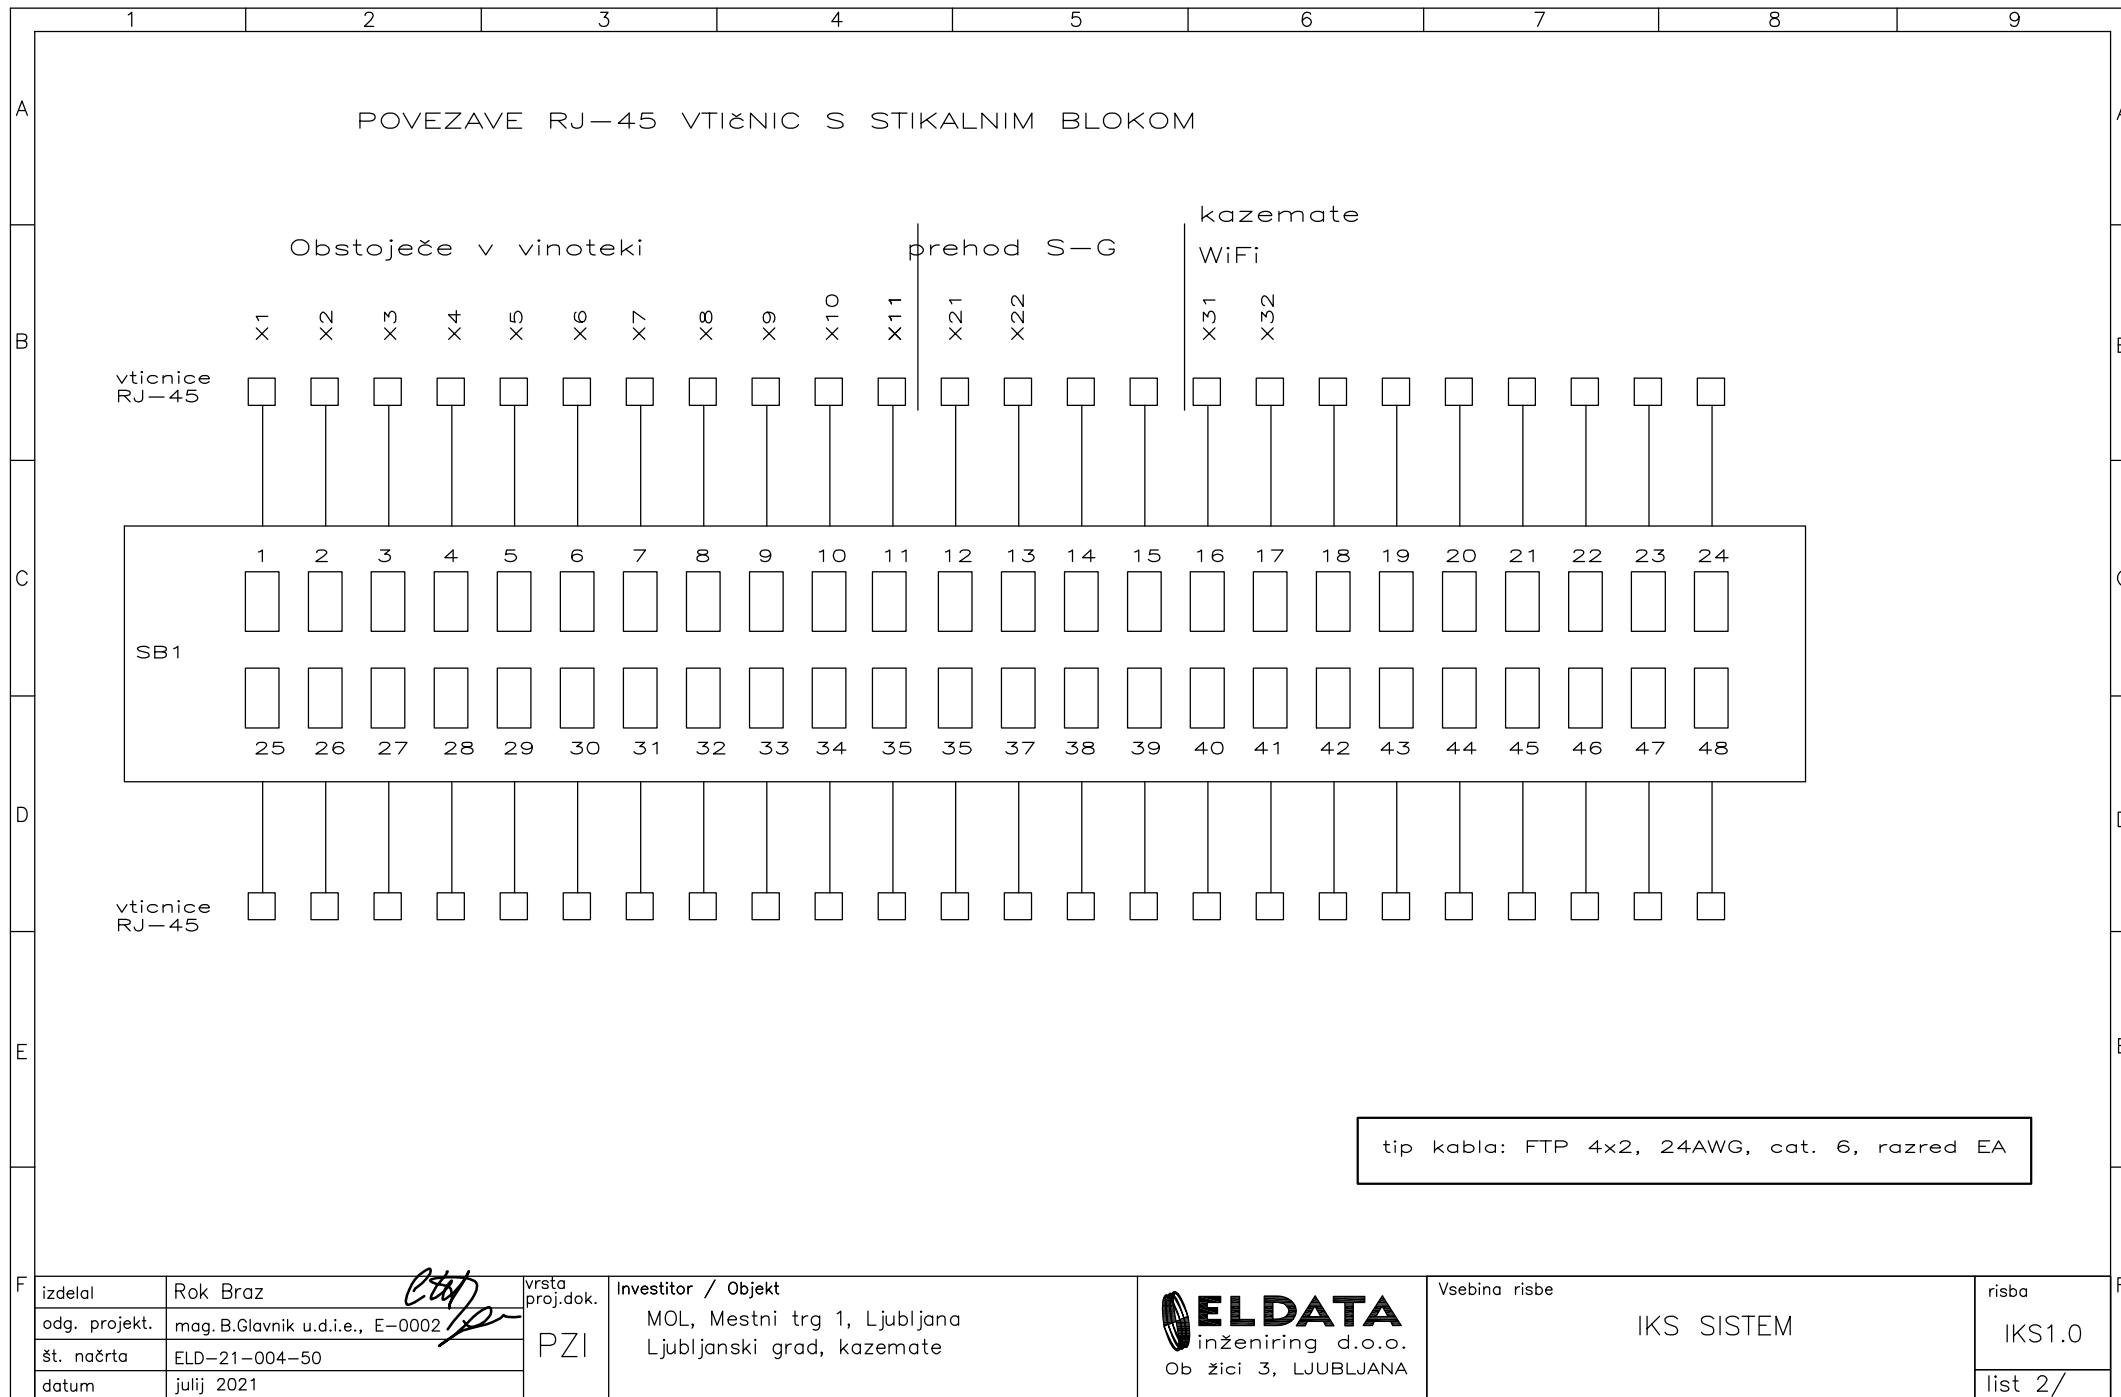 1 2 3 4 5 6 7 8 9
A
POVEZAVE RJ-45 VTIčNIC S STIKALNIM BLOKOM
kazemate
Obstoječe v vinoteki prehod S-G WiFi
X1 X2 X3 X4 X5 X6 X7 X8 X9 X10 X11 X21 X22 X31 X32
B
vticnice
RJ-45
1 2 3 4 5 6 7 8 9 10 11 12 13 14 15 16 17 18 19 20 21 22 23 24
C
SB1
25 26 27 28 29 30 31 32 33 34 35 35 37 38 39 40 41 42 43 44 45 46 47 48
D
vticnice
RJ-45
E
tip kabla: FTP 4x2, 24AWG, cat. 6, razred EA
F
izdelal Rok Braz
odg. projekt. mag. B.Glavnik u.d.i.e., E-0002
št. načrta ELD-21-004-50
datum julij 2021
vrsta
proj.dok.
PZI
Investitor / Objekt
MOL, Mestni trg 1, Ljubljana
Ljubljanski grad, kazemate
ELDATA
inženiring d.o.o.
Ob žici 3, LJUBLJANA
Vsebina risbe
IKS SISTEM
risba
IKS1.0
list 2/